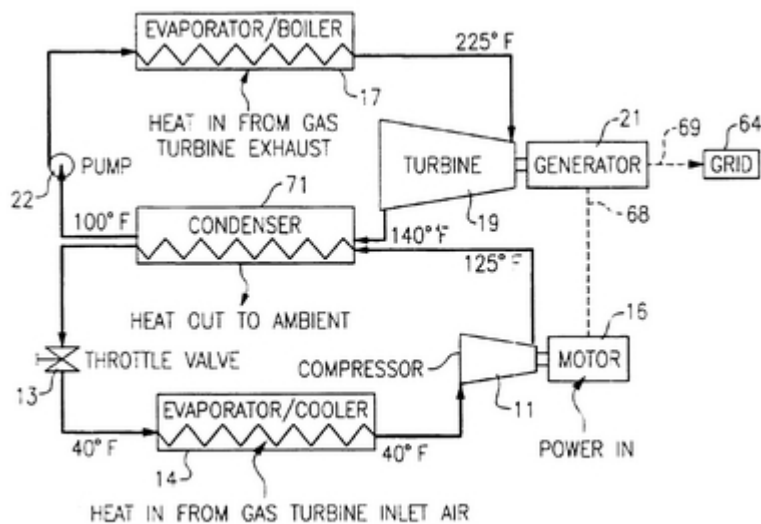 EVAPORATOR/BOILER
225° F
17
HEAT IN FROM GAS
TURBINE EXHAUST
21
69
64
PUMP
22
TURBINE
GENERATOR
GRID
71
100° F
CONDENSER
19
68
140°F
125° F
HEAT OUT TO AMBIENT
16
COMPRESSOR
MOTOR
THROTTLE VALVE
13
11
EVAPORATOR/COOLER
40° F
14
40° F
POWER IN
HEAT IN FROM GAS TURBINE INLET AIR